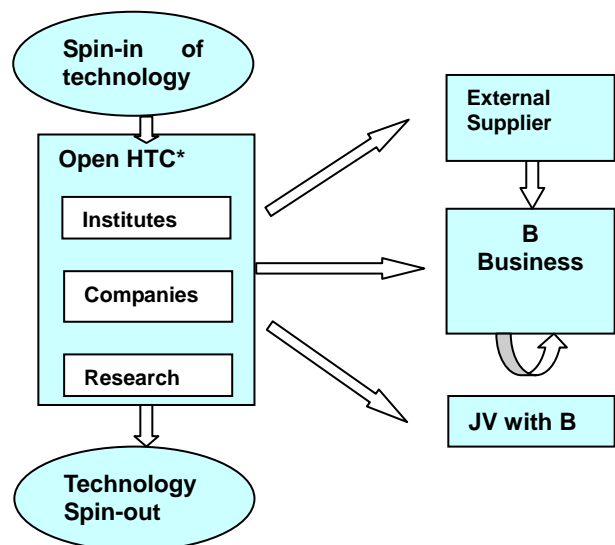 Spin-in of
technology
Open HTC*
Institutes
Companies
Research
Technology
Spin-out
External
Supplier
B
Business
JV with B